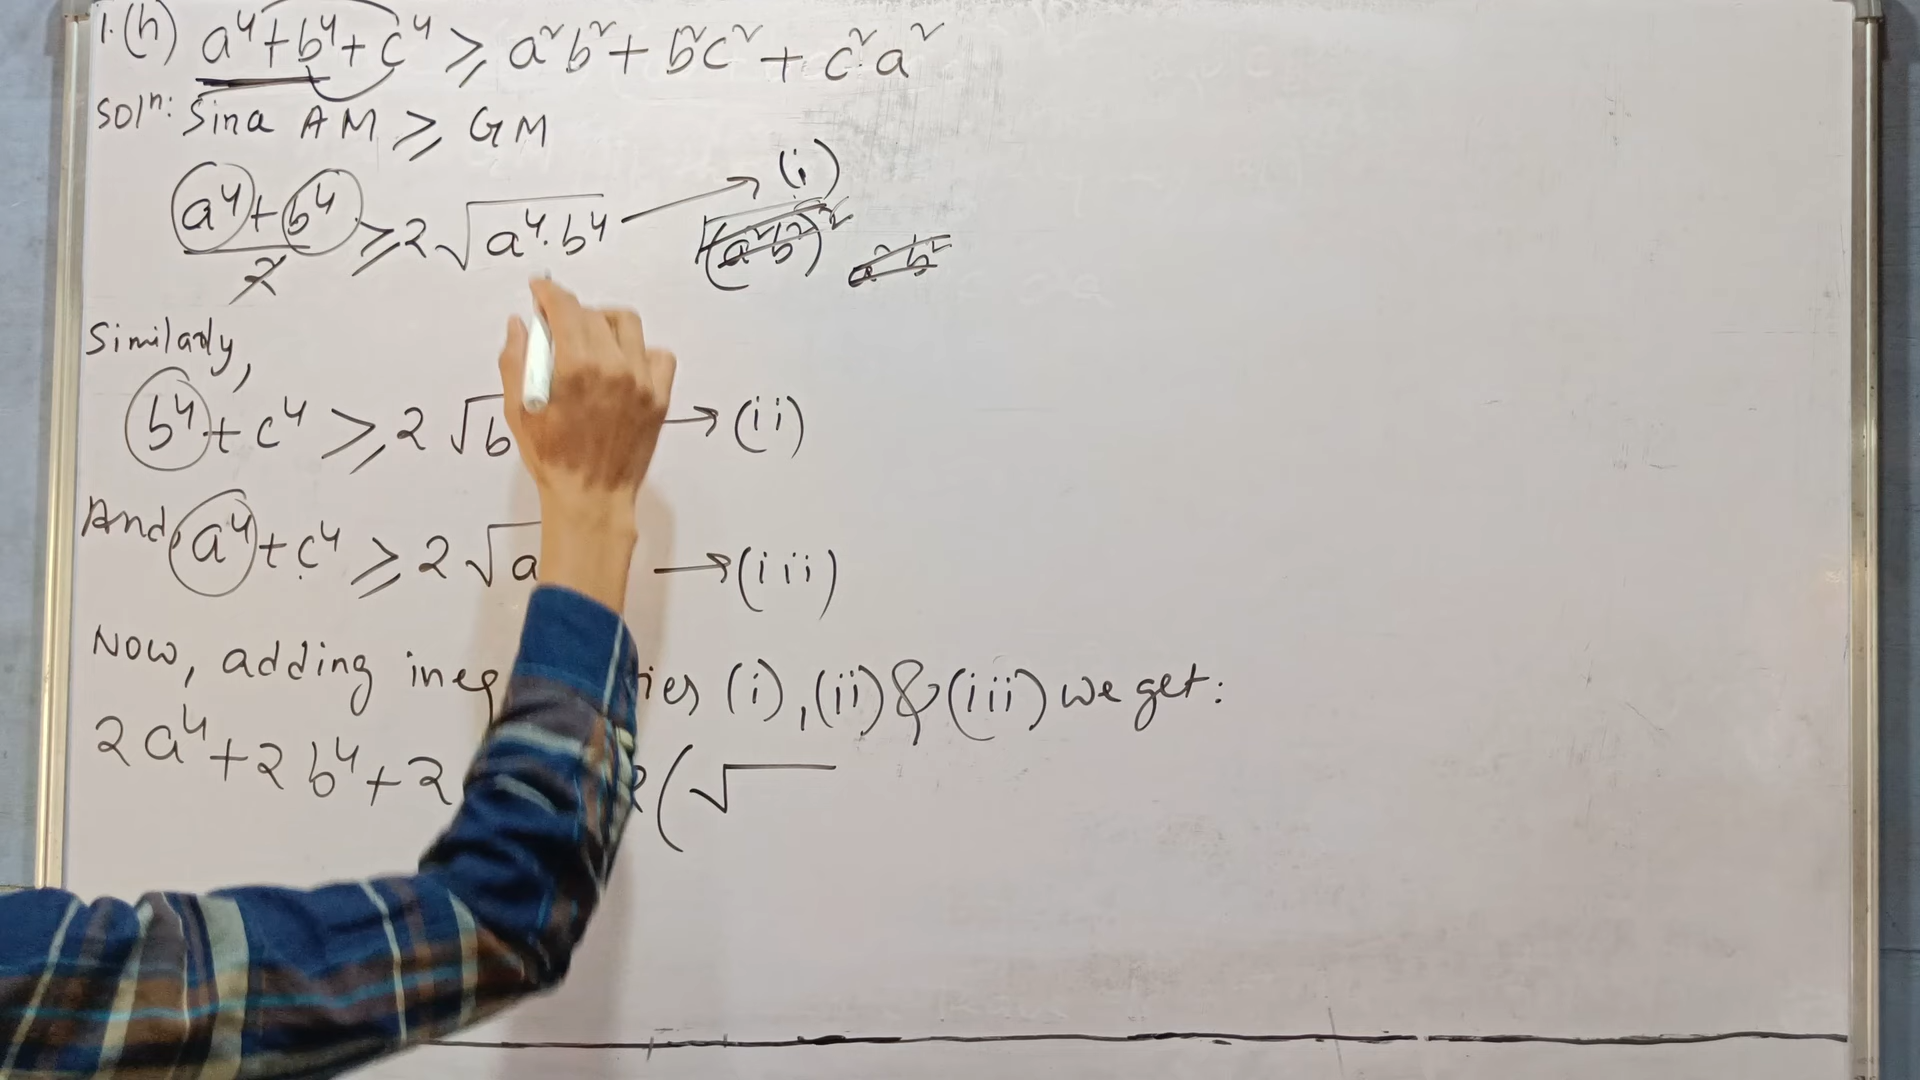 1.(h) a⁴+b⁴+c⁴ ≥ a²b²+b²c²+c²a²
Solⁿ: Sina AM ≥ GM
a⁴+b⁴/2 ≥ 2√a⁴.b⁴ → (i)
(a²b²)² a²b²
Similarly,
b⁴+c⁴ ≥ 2√b → (ii)
And, a⁴+c⁴ ≥ 2√a → (iii)
Now, adding ineq ies (i),(ii)&(iii) we get:
2a⁴+2b⁴+2 2(√